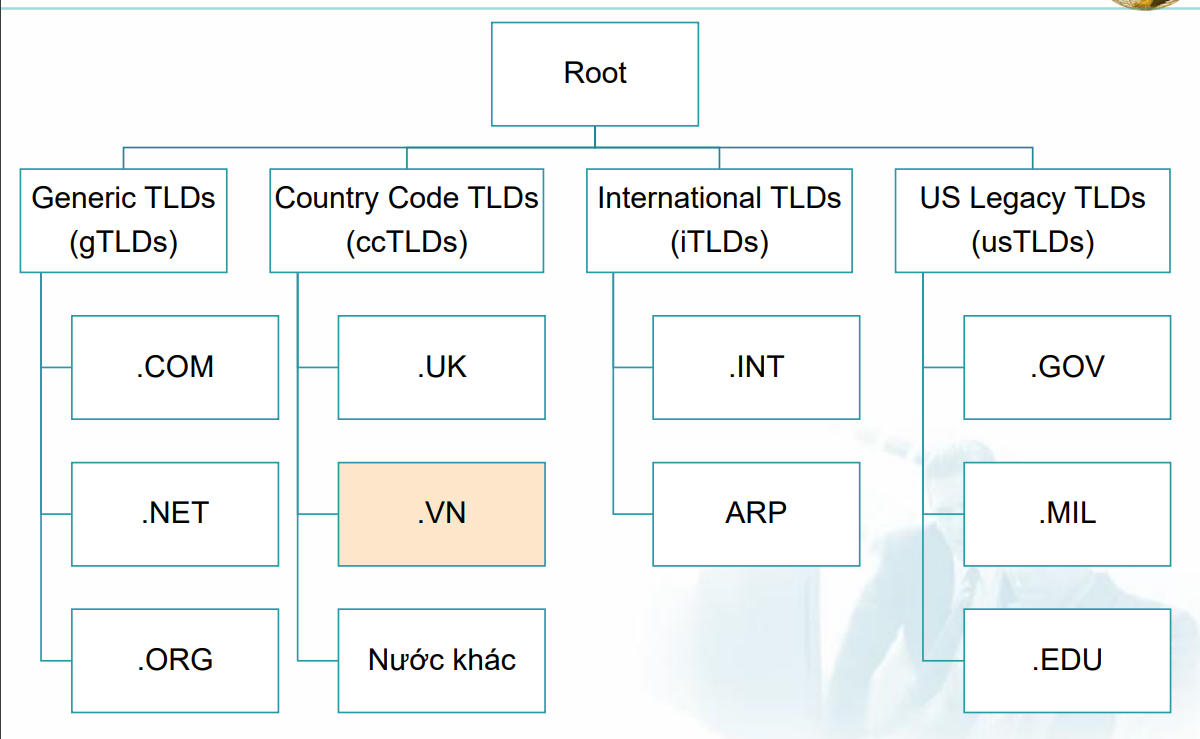 Root
Generic TLDs
(gTLDs)
Country Code TLDs
(ccTLDs)
International TLDs
(iTLDs)
US Legacy TLDs
(usTLDs)
.COM
.UK
.INT
.GOV
.NET
.VN
ARP
.MIL
.ORG
Nước khác
.EDU